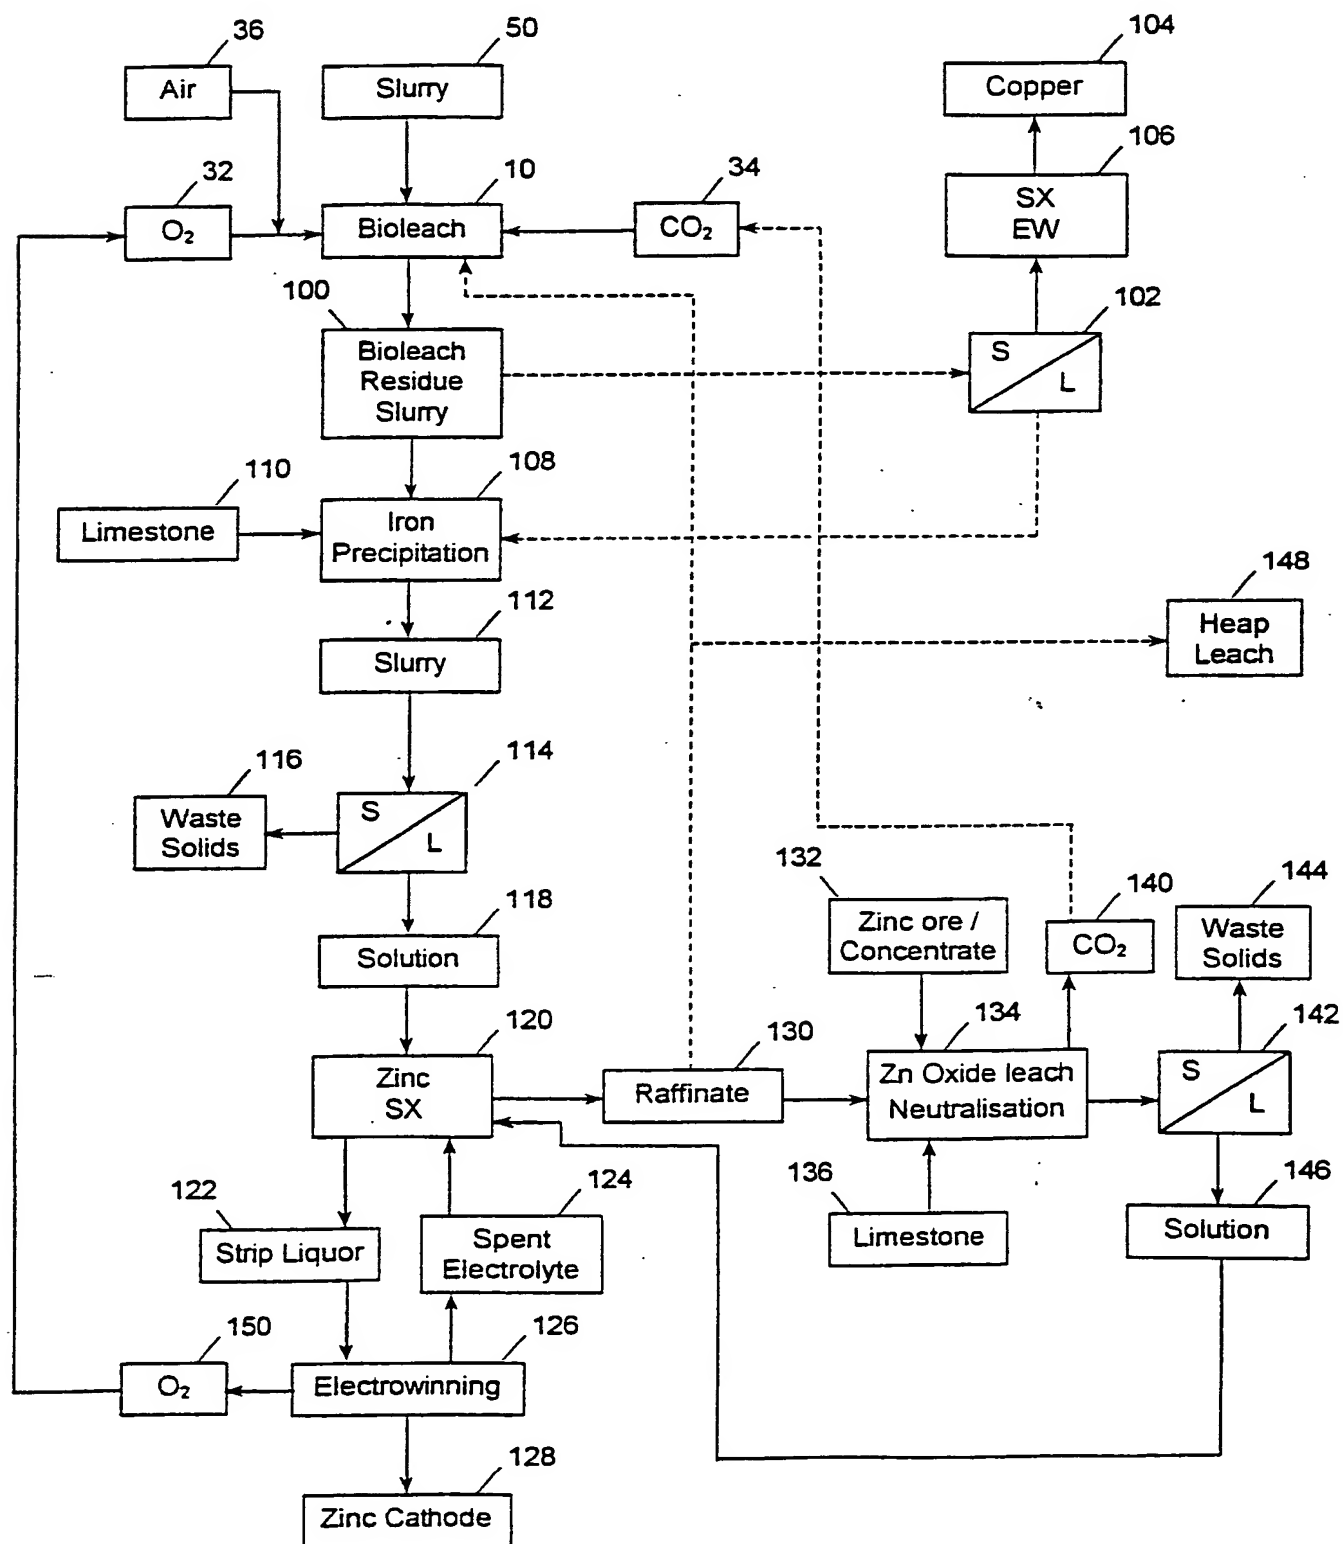 36
50
104
Air
Slurry
Copper
106
32
10
34
SX
EW
O₂
Bioleach
CO₂
100
102
Bioleach
Residue
Slurry
S
L
110
108
Limestone
Iron
Precipitation
148
112
Heap
Leach
Slurry
116
114
Waste
Solids
S
L
132
144
118
140
Zinc ore /
Concentrate
Waste
Solids
CO₂
Solution
120
130
134
142
Zinc
SX
Raffinate
Zn Oxide leach
Neutralisation
S
L
122
124
136
146
Strip Liquor
Spent
Electrolyte
Limestone
Solution
150
126
O₂
Electrowinning
128
Zinc Cathode